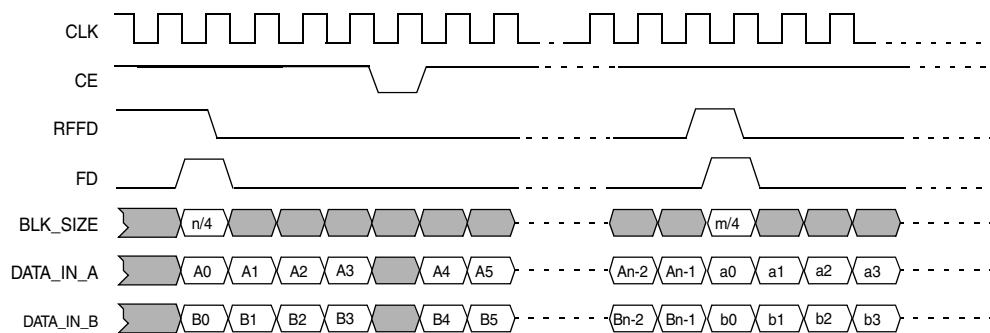 CLK
CE
RFFD
FD
BLK_SIZE n/4 m/4
DATA_IN_A A0 A1 A2 A3 A4 A5 An-2 An-1 a0 a1 a2 a3
DATA_IN_B B0 B1 B2 B3 B4 B5 Bn-2 Bn-1 b0 b1 b2 b3